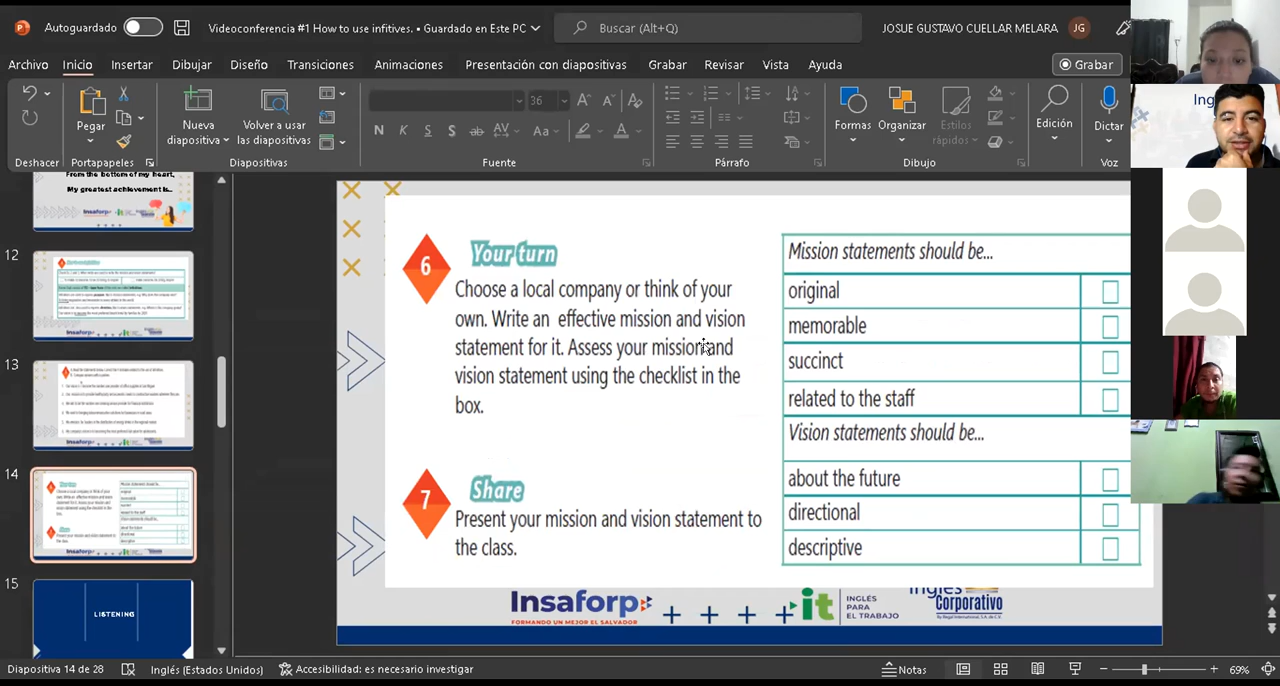 Autoguardado
Videoconferencia #1 How to use infitives. • Guardado en Este PC
Buscar (Alt+Q)
JOSUE GUSTAVO CUELLAR MELARA
JG
Archivo
Inicio
Insertar
Dibujar
Diseño
Transiciones
Animaciones
Presentación con diapositivas
Grabar
Revisar
Vista
Ayuda
Grabar
Pegar
Nueva
diapositiva
Volver a usar
las diapositivas
36
N
K
S
S
ab
AV
Aa
A
Formas
Organizar
Estilos
rápidos
Edición
Dictar
Deshacer
Portapapeles
Diapositivas
Fuente
Párrafo
Dibujo
Voz
From the bottom of my heart,
My greatest achievement is..
12
13
14
15
LISTENING
6
Your turn
Choose a local company or think of your
own. Write an effective mission and vision
statement for it. Assess your mission and
vision statement using the checklist in the
box.
7
Share
Present your mission and vision statement to
the class.
Mission statements should be...
original
memorable
succinct
related to the staff
Vision statements should be...
about the future
directional
descriptive
Insaforp
FORMANDO UN MEJOR EL SALVADOR
it
INGLÉS
PARA
EL TRABAJO
Inglés
Corporativo
Diapositiva 14 de 28
Inglés (Estados Unidos)
Accesibilidad: es necesario investigar
Notas
69%